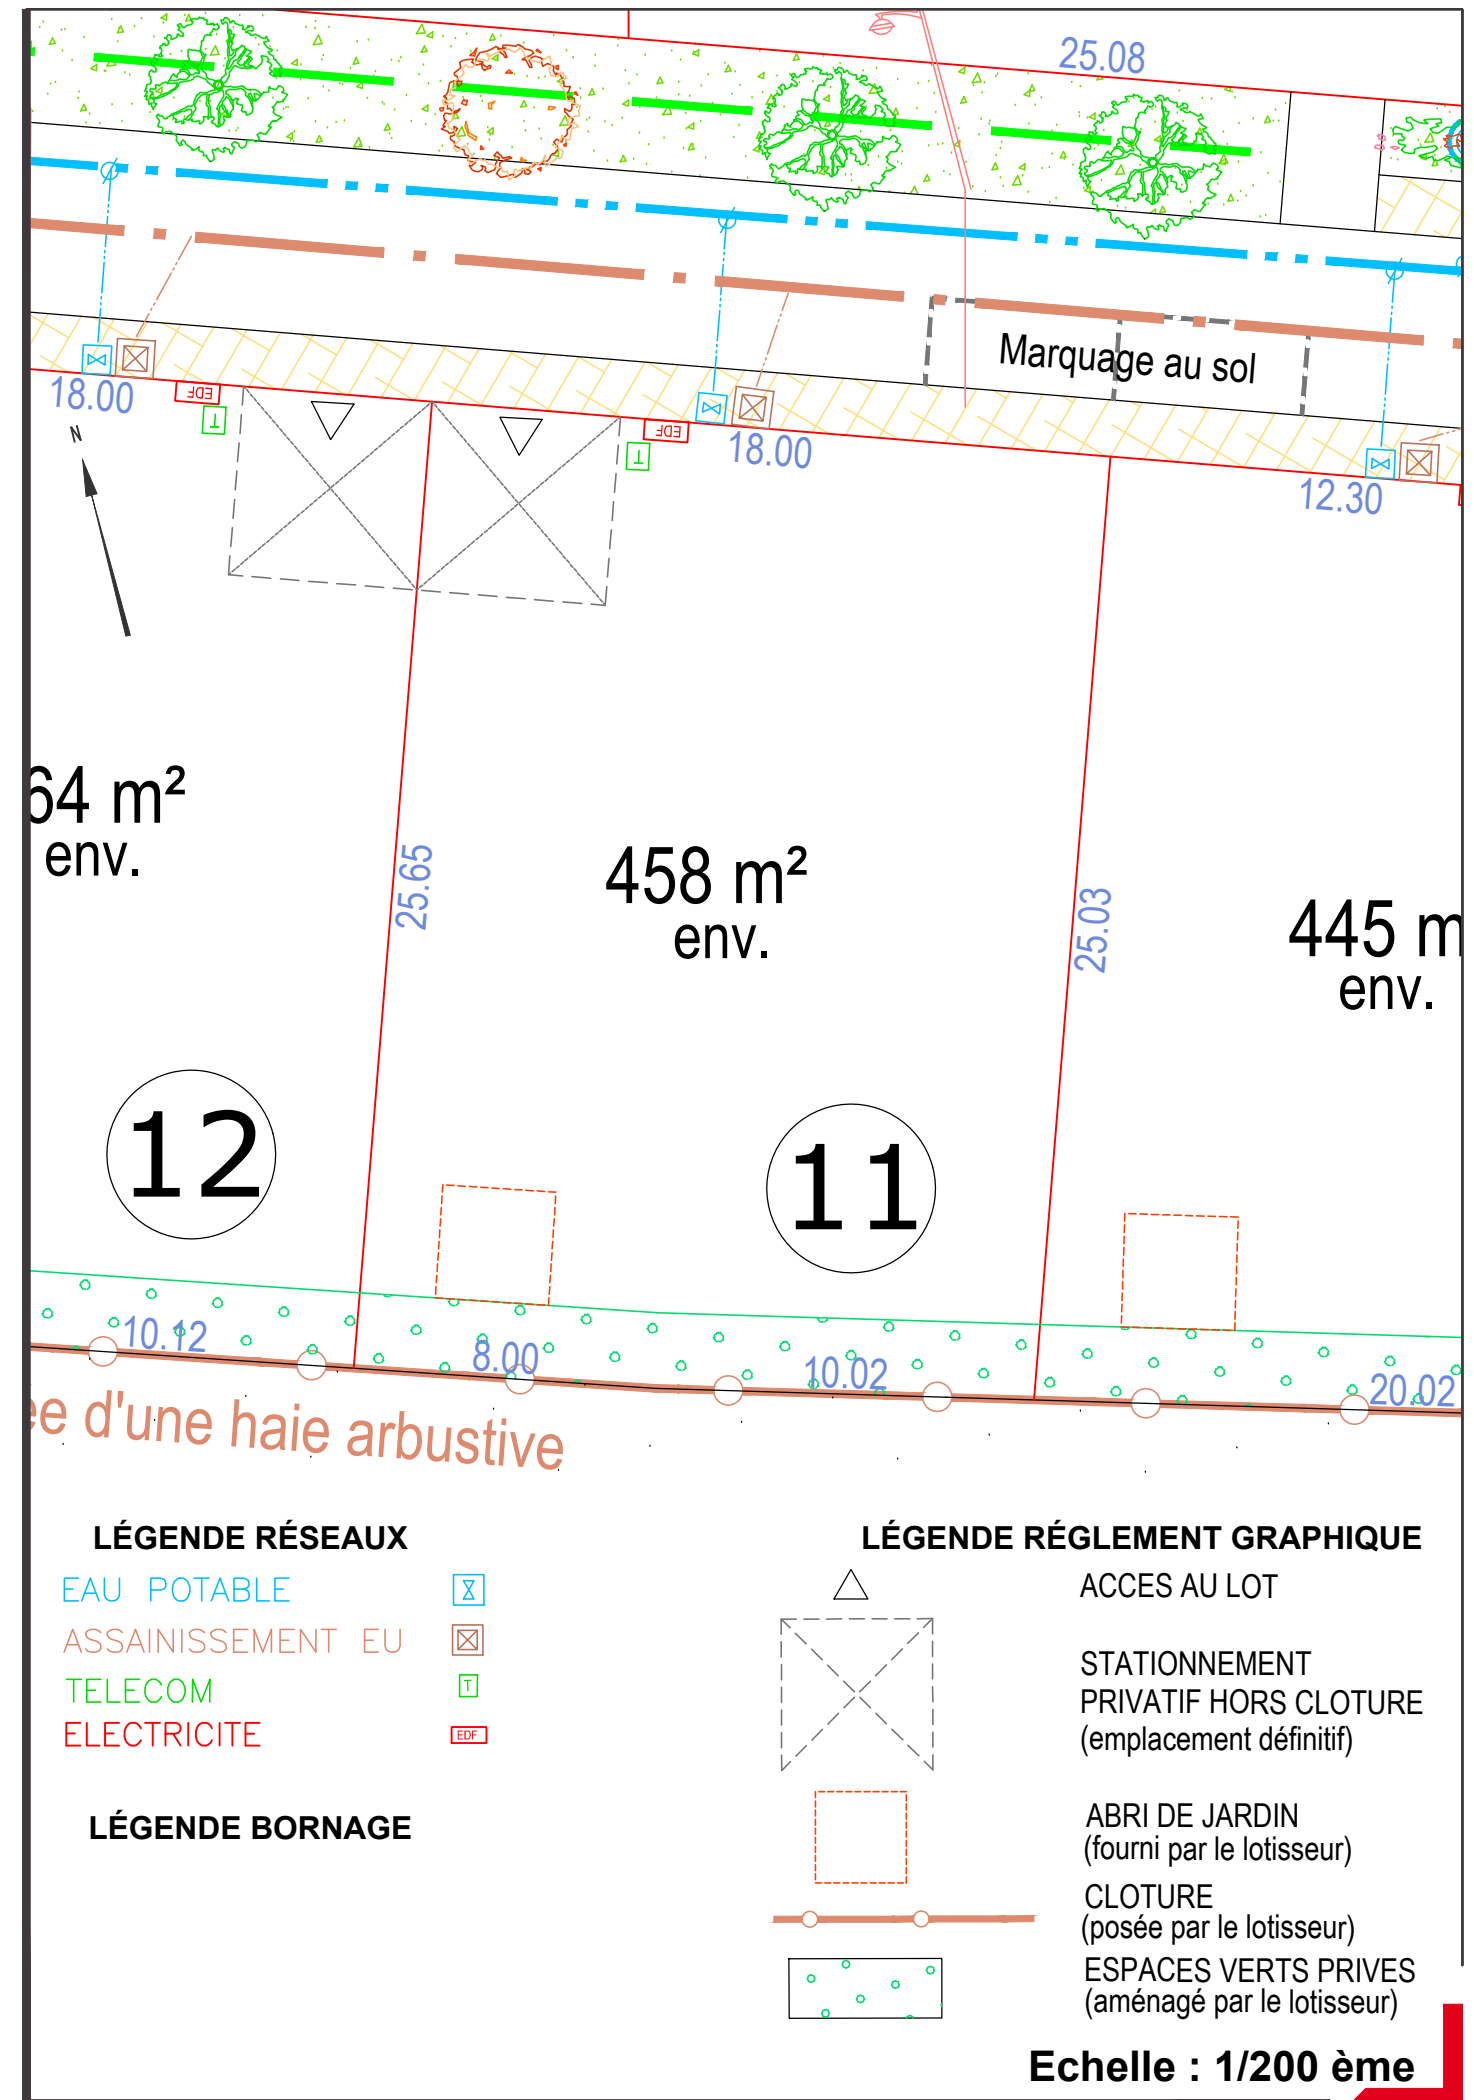 25.08
Marquage au sol
18.00
EDF
T
N
EDF
T
18.00
12.30
64 m²
env.
25.65
458 m²
env.
25.03
445 m
env.
12
11
10.12
8.00
10.02
20.02
ée d'une haie arbustive
LÉGENDE RÉSEAUX
EAU POTABLE
ASSAINISSEMENT EU
TELECOM T
ELECTRICITE EDF
LÉGENDE BORNAGE
LÉGENDE RÉGLEMENT GRAPHIQUE
ACCES AU LOT
STATIONNEMENT
PRIVATIF HORS CLOTURE
(emplacement définitif)
ABRI DE JARDIN
(fourni par le lotisseur)
CLOTURE
(posée par le lotisseur)
ESPACES VERTS PRIVES
(aménagé par le lotisseur)
Echelle : 1/200 ème